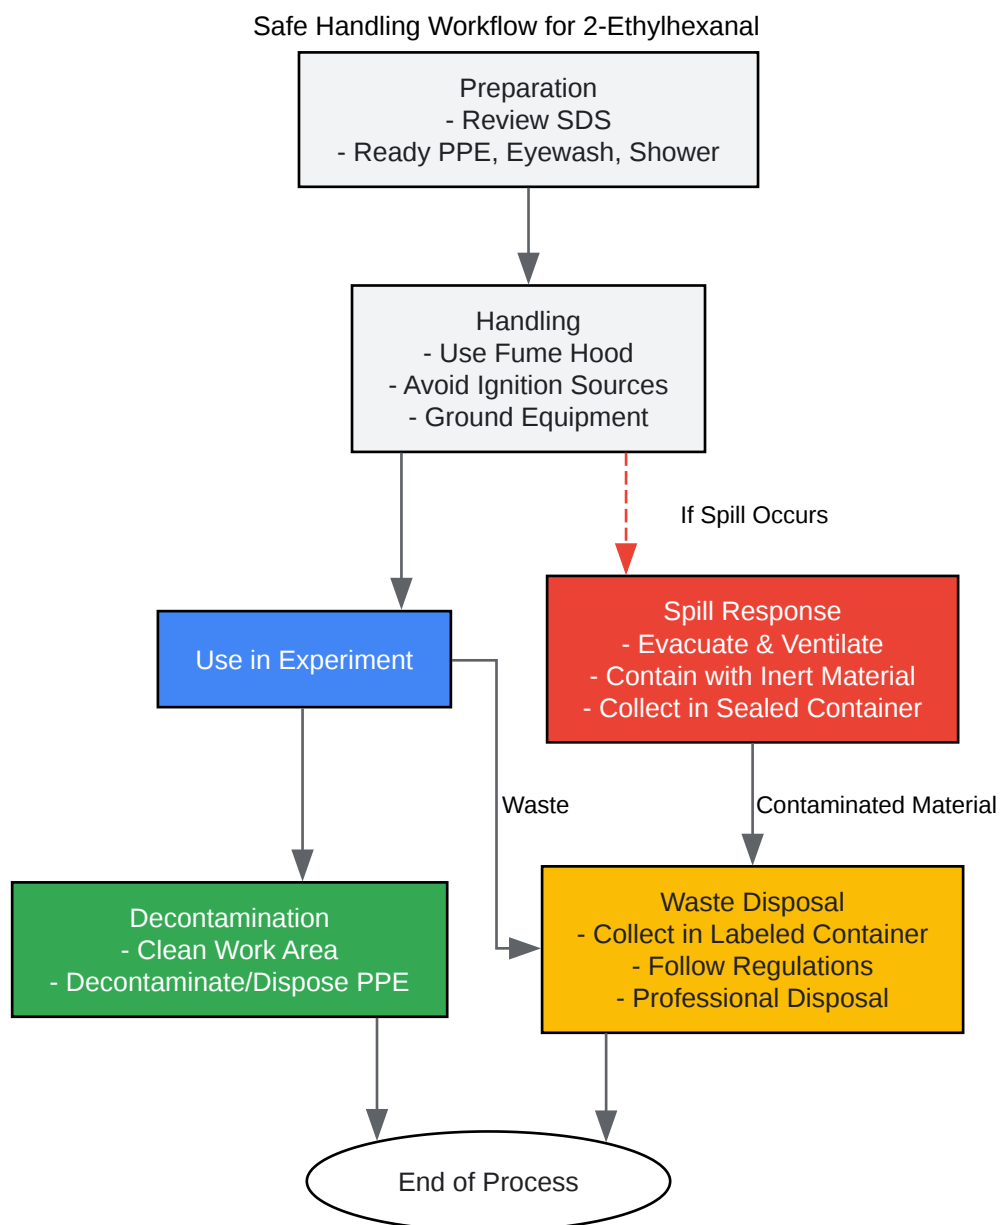 Safe Handling Workflow for 2-Ethylhexanal
Preparation
- Review SDS
- Ready PPE, Eyewash, Shower
Handling
- Use Fume Hood
- Avoid Ignition Sources
- Ground Equipment
If Spill Occurs
Use in Experiment
Spill Response
- Evacuate & Ventilate
- Contain with Inert Material
- Collect in Sealed Container
Waste
Contaminated Material
Decontamination
- Clean Work Area
- Decontaminate/Dispose PPE
Waste Disposal
- Collect in Labeled Container
- Follow Regulations
- Professional Disposal
End of Process